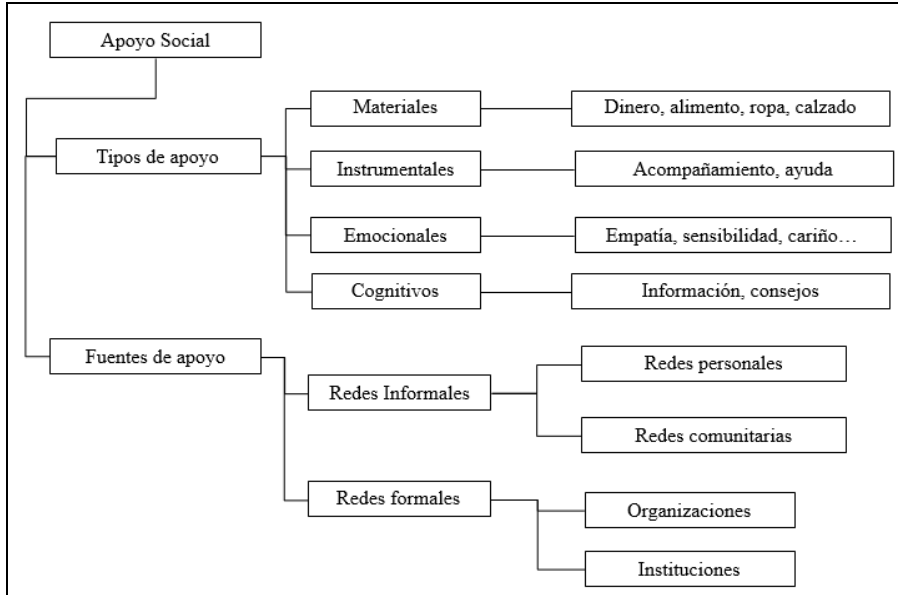 Apoyo Social
Tipos de apoyo
Materiales
Dinero, alimento, ropa, calzado
Instrumentales
Acompañamiento, ayuda
Emocionales
Empatía, sensibilidad, cariño…
Cognitivos
Información, consejos
Fuentes de apoyo
Redes Informales
Redes personales
Redes comunitarias
Redes formales
Organizaciones
Instituciones